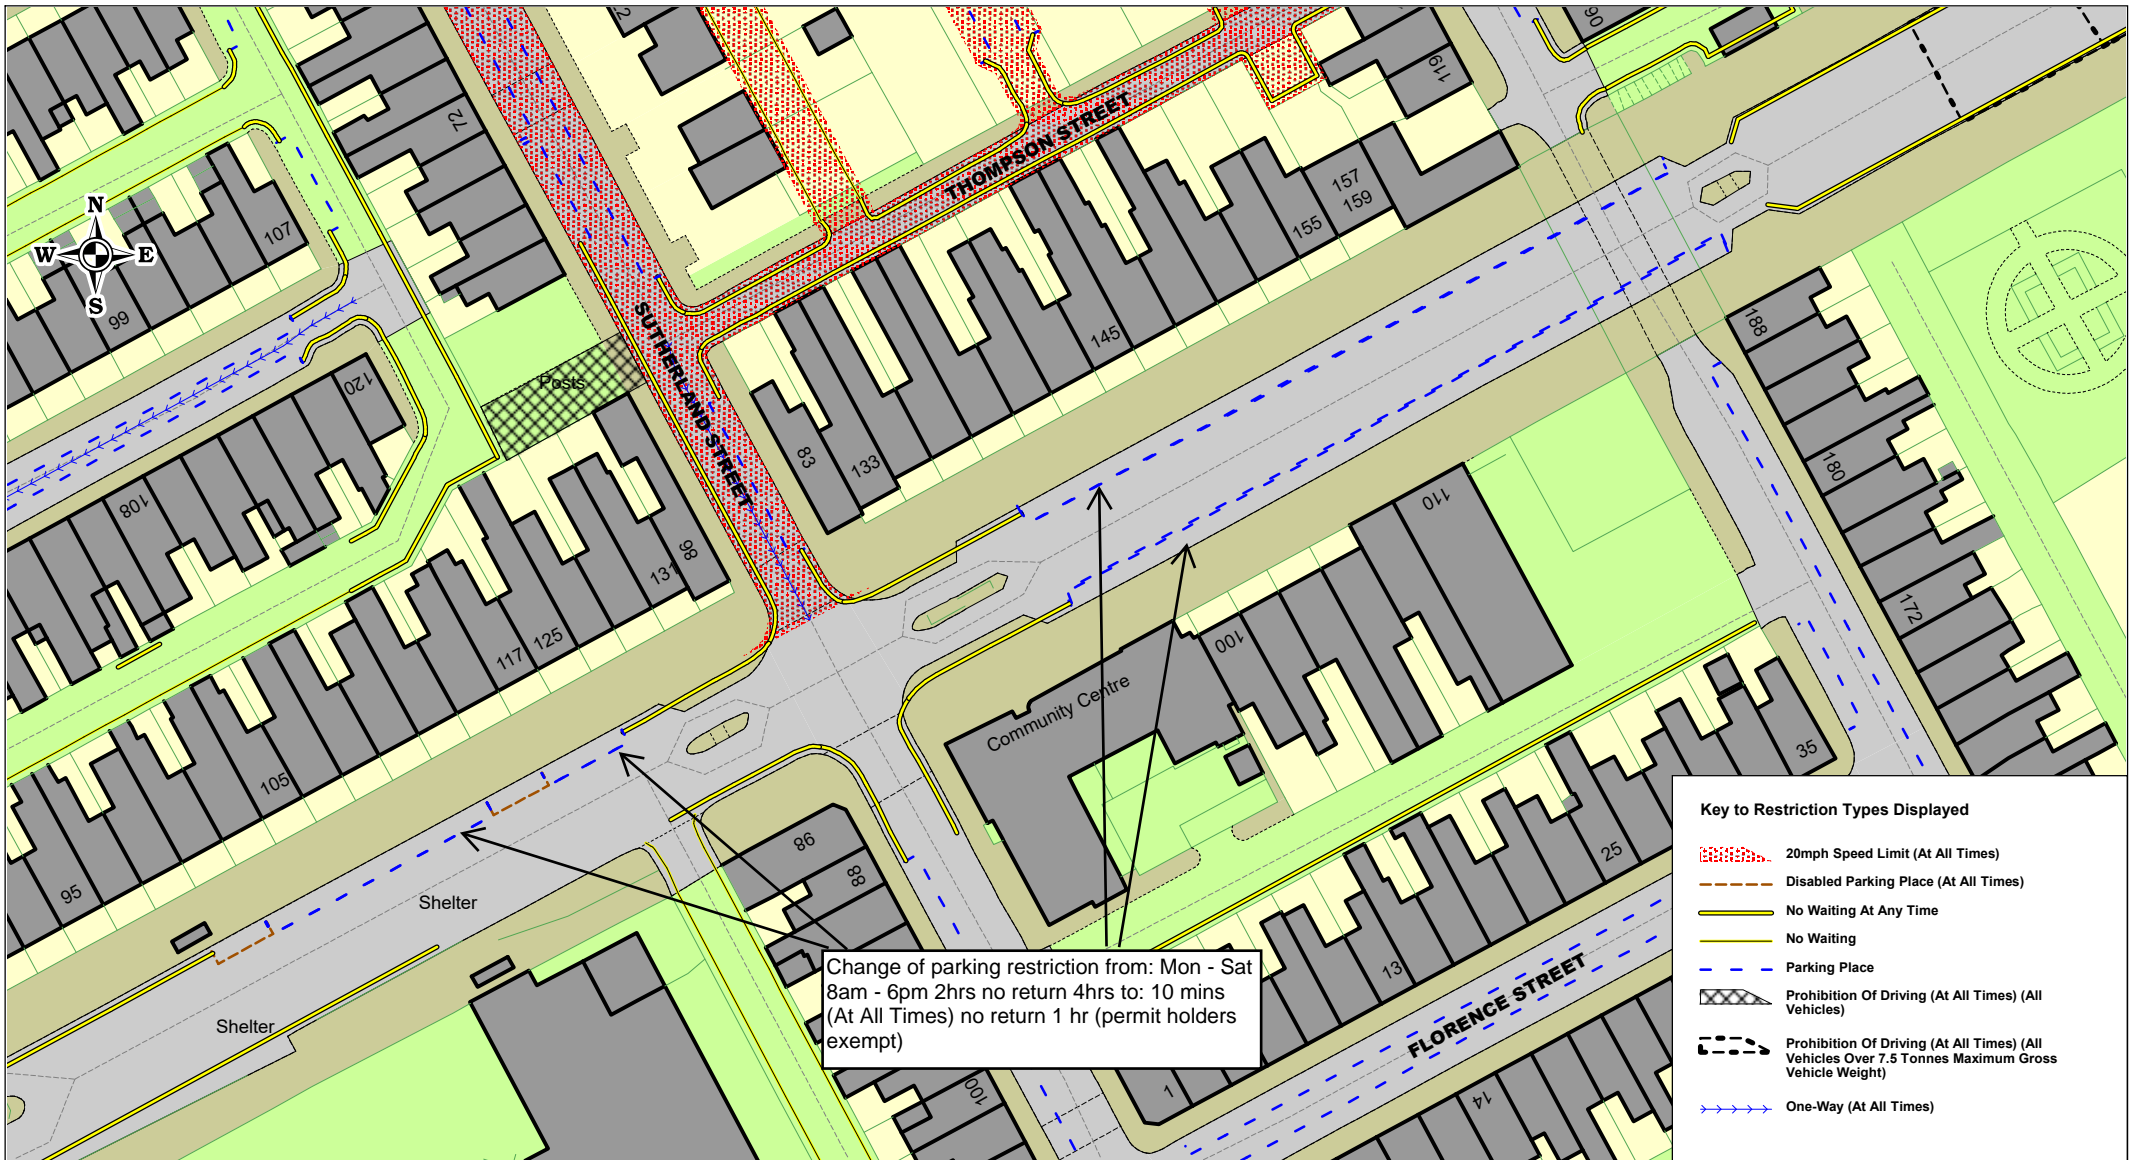 72
119
90
THOMPSON STREET
157
159
155
145
N
W E
S
107
99
120
108
SUTHERLAND STREET
Posts
83
133
188
180
172
110
100
98
131
125
117
105
95
Community Centre
86
88
Shelter
Shelter
35
25
13
FLORENCE STREET
1
14
100
Change of parking restriction from: Mon - Sat
8am - 6pm 2hrs no return 4hrs to: 10 mins
(At All Times) no return 1 hr (permit holders
exempt)
Key to Restriction Types Displayed
20mph Speed Limit (At All Times)
Disabled Parking Place (At All Times)
No Waiting At Any Time
No Waiting
Parking Place
Prohibition Of Driving (At All Times) (All
Vehicles)
Prohibition Of Driving (At All Times) (All
Vehicles Over 7.5 Tonnes Maximum Gross
Vehicle Weight)
One-Way (At All Times)